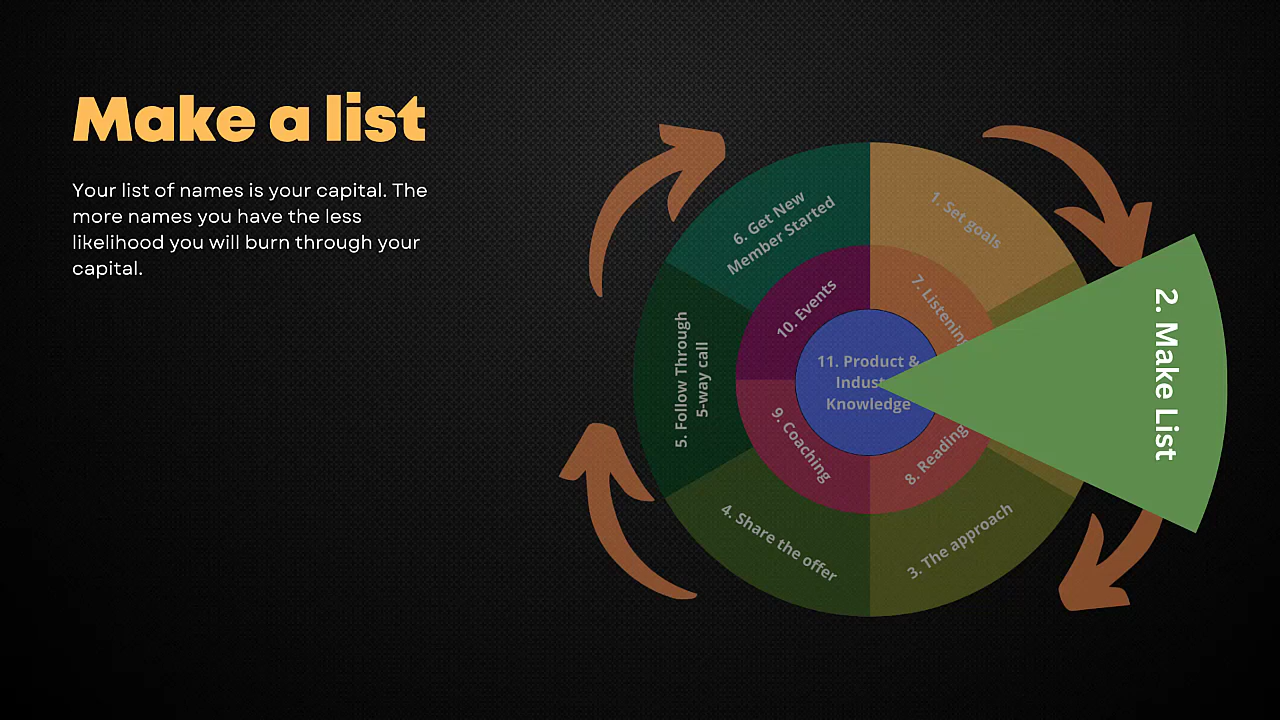 Make a list
Your list of names is your capital. The
more names you have the less
likelihood you will burn through your
capital.
1. Set goals
2. Make List
3. The approach
4. Share the offer
5. Follow Through
5-way call
6. Get New
Member Started
7. Listening
8. Reading
9. Coaching
10. Events
11. Product &
Indust
Knowledge